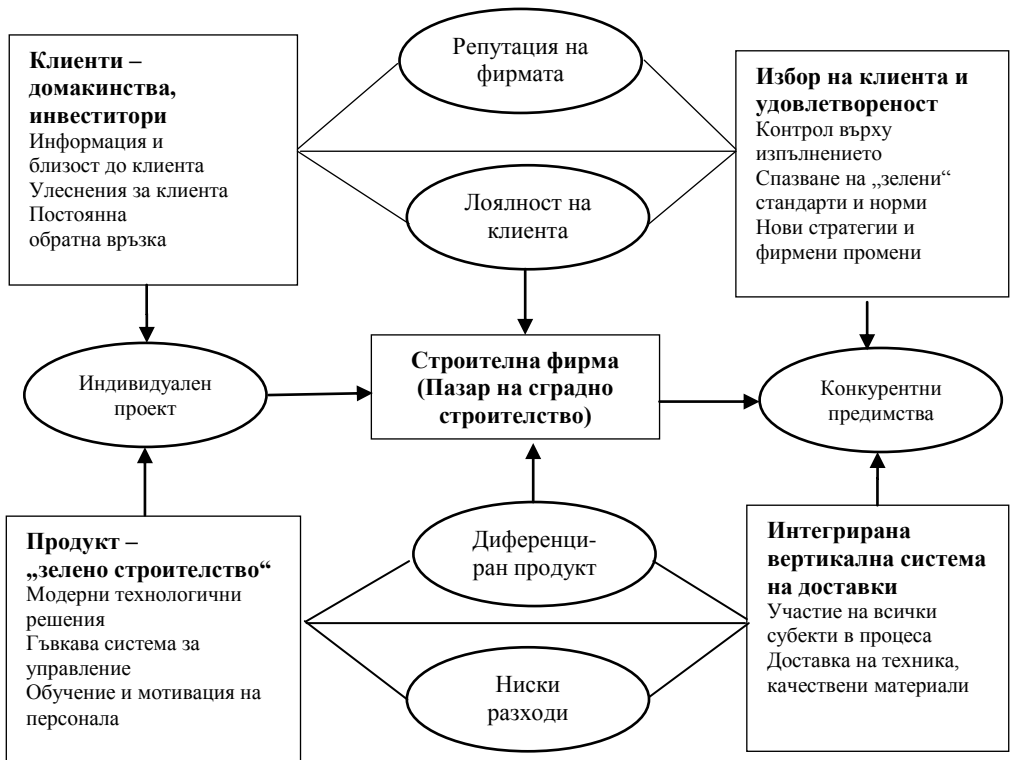 Клиенти –
домакинства,
инвеститори
Информация и
близост до клиента
Улеснения за клиента
Постоянна
обратна връзка
Репутация на
фирмата
Лоялност на
клиента
Избор на клиента и
удовлетвореност
Контрол върху
изпълнението
Спазване на „зелени“
стандарти и норми
Нови стратегии и
фирмени промени
Индивидуален
проект
Строителна фирма
(Пазар на сградно
строителство)
Конкурентни
предимства
Продукт –
„зелено строителство“
Модерни технологични
решения
Гъвкава система за
управление
Обучение и мотивация на
персонала
Диференци-
ран продукт
Ниски
разходи
Интегрирана
вертикална система
на доставки
Участие на всички
субекти в процеса
Доставка на техника,
качествени материали